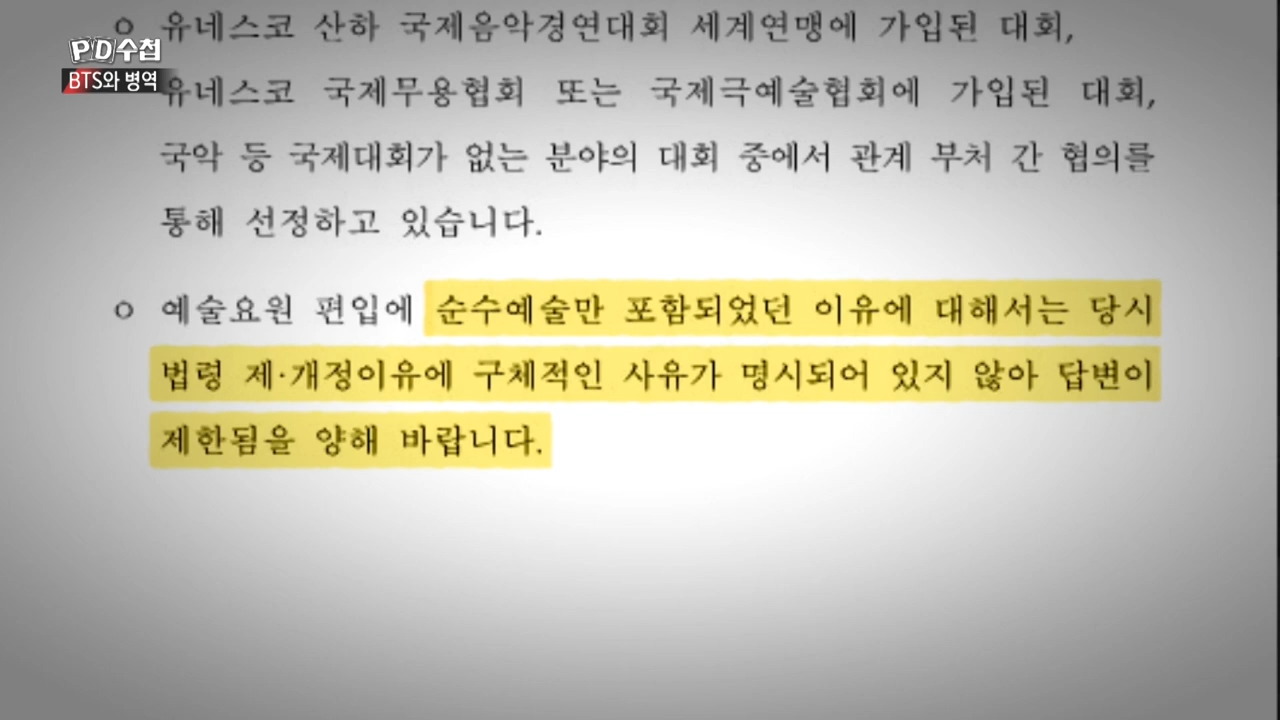 ㅇ 유네스코 산하 국제음악경연대회 세계연맹에 가입된 대회,
PD수첩
BTS와 병역
유네스코 국제무용협회 또는 국제극예술협회에 가입된 대회,
국악 등 국제대회가 없는 분야의 대회 중에서 관계 부처 간 협의를
통해 선정하고 있습니다.
ㅇ 예술요원 편입에 순수예술만 포함되었던 이유에 대해서는 당시
법령 제·개정이유에 구체적인 사유가 명시되어 있지 않아 답변이
제한됨을 양해 바랍니다.